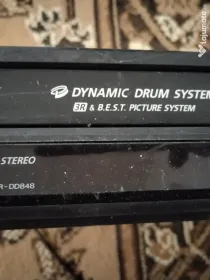 DYNAMIC DRUM SYSTEM
3R & B.E.S.T. PICTURE SYSTEM
STEREO
R-DD848